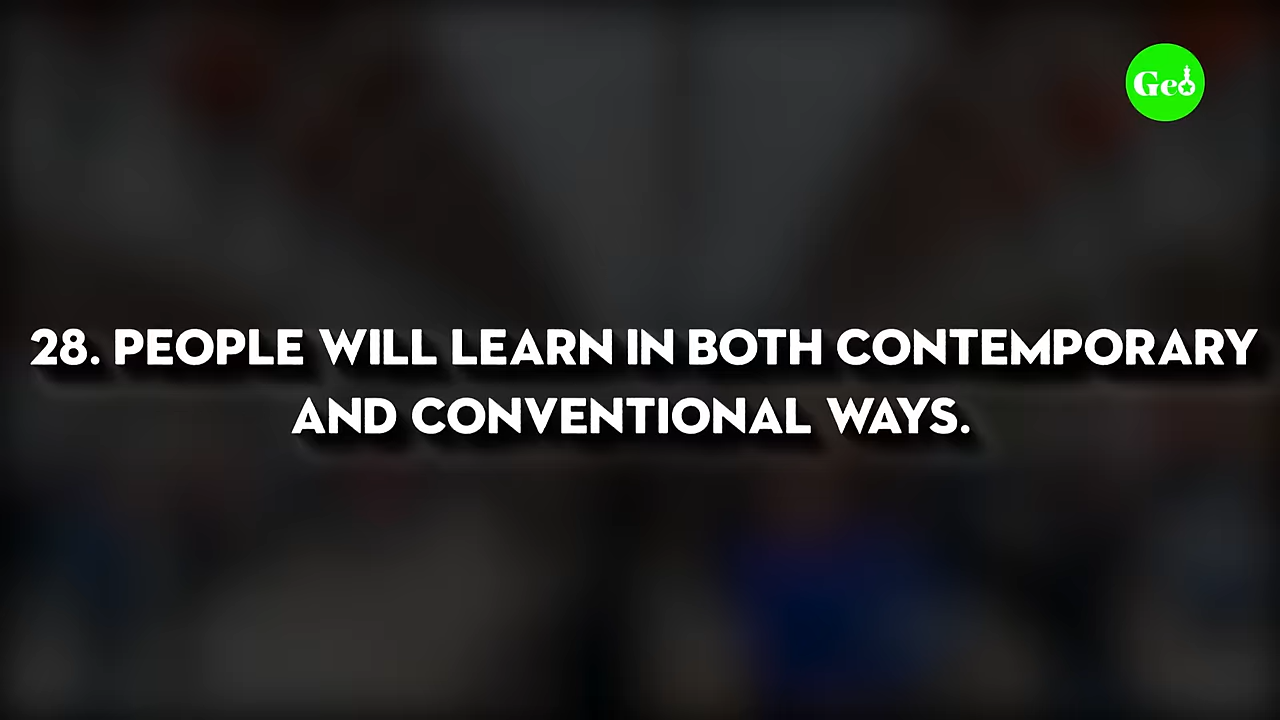 Geo
28. PEOPLE WILL LEARN IN BOTH CONTEMPORARY
AND CONVENTIONAL WAYS.